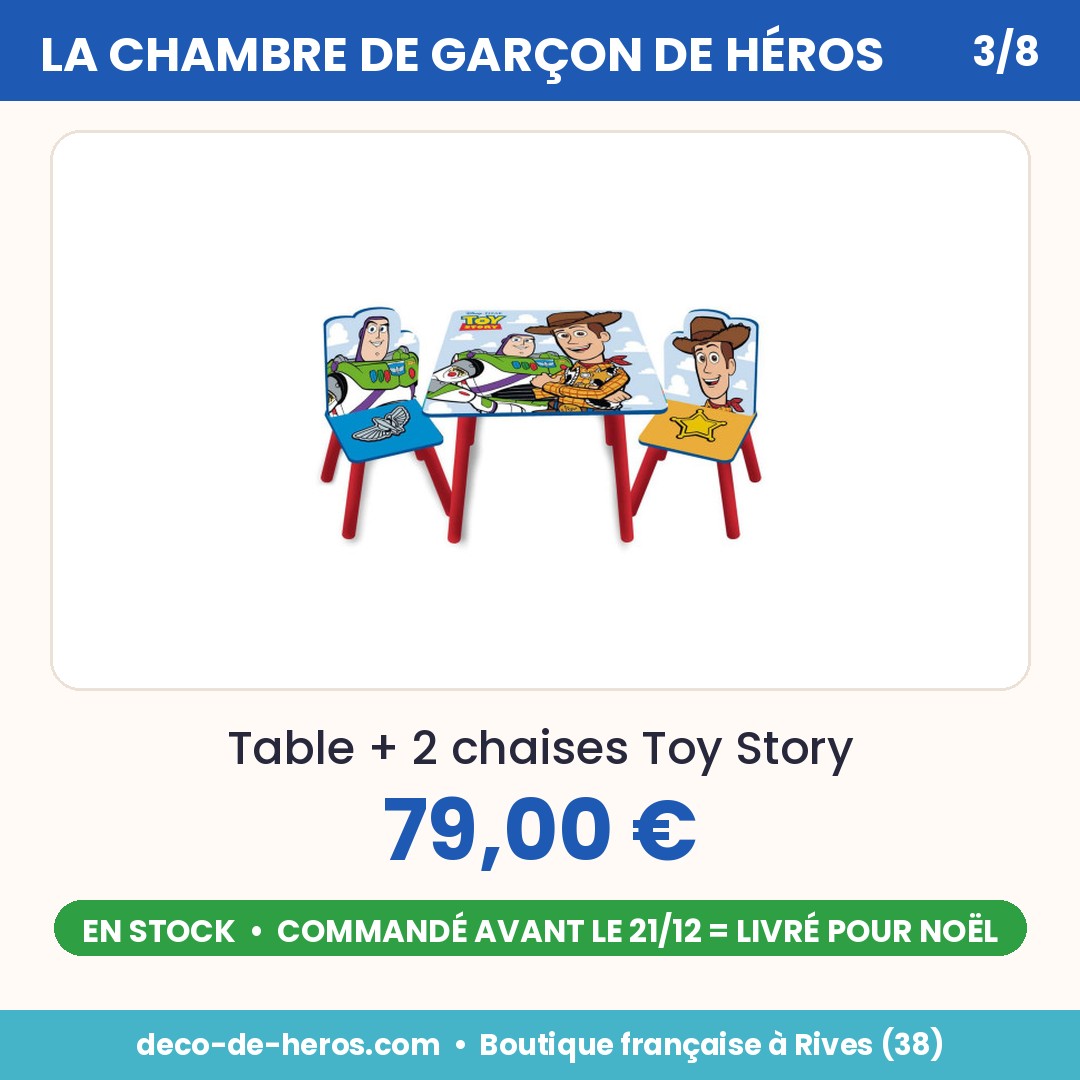 LA CHAMBRE DE GARÇON DE HÉROS 3/8
TOY
STORY
Table + 2 chaises Toy Story
79,00 €
EN STOCK • COMMANDÉ AVANT LE 21/12 = LIVRÉ POUR NOËL
deco-de-heros.com • Boutique française à Rives (38)